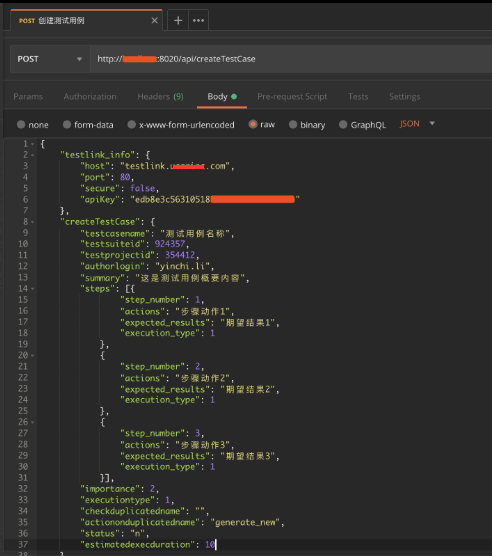 POST 创建测试用例
POST http:// :8020/api/createTestCase
Params Authorization Headers (9) Body Pre-request Script Tests Settings
none form-data x-www-form-urlencoded raw binary GraphQL JSON
1 {
2 "testlink_info": {
3 "host": "testlink. .com",
4 "port": 80,
5 "secure": false,
6 "apiKey": "edb8e3c56310518 "
7 },
8 "createTestCase": {
9 "testcasename": "测试用例名称",
10 "testsuiteid": 924357,
11 "testprojectid": 354412,
12 "authorlogin": "yinchi.li",
13 "summary": "这是测试用例概要内容",
14 "steps": [{
15 "step_number": 1,
16 "actions": "步骤动作1",
17 "expected_results": "期望结果1",
18 "execution_type": 1
19 },
20 {
21 "step_number": 2,
22 "actions": "步骤动作2",
23 "expected_results": "期望结果2",
24 "execution_type": 1
25 },
26 {
27 "step_number": 3,
28 "actions": "步骤动作3",
29 "expected_results": "期望结果3",
30 "execution_type": 1
31 }],
32 "importance": 2,
33 "executiontype": 1,
34 "checkduplicatedname": "",
35 "actiononduplicatedname": "generate_new",
36 "status": "n",
37 "estimatedexecduration": 10